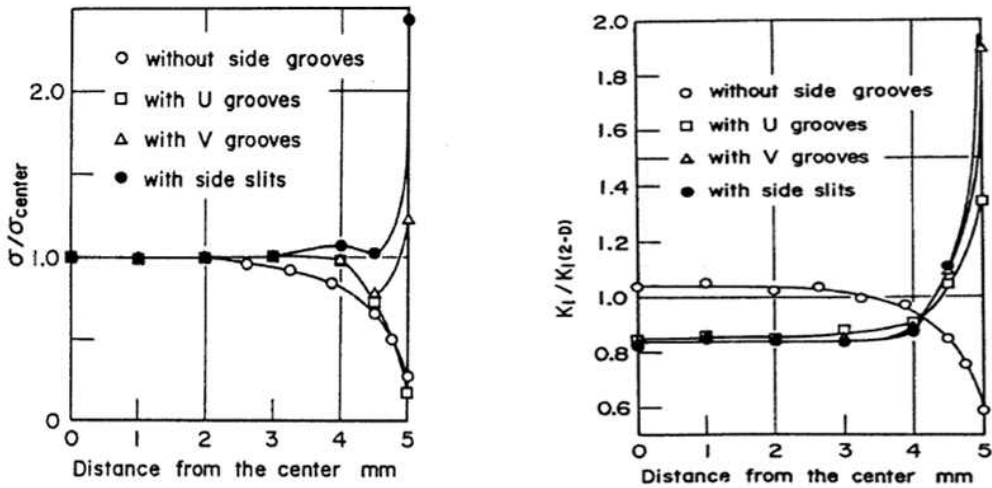 2.0
1.0
0
σ/σcenter
without side grooves
with U grooves
with V grooves
with side slits
0 1 2 3 4 5
Distance from the center mm
2.0
1.8
1.6
1.4
1.2
1.0
0.8
0.6
KI/KI(2-D)
without side grooves
with U grooves
with V grooves
with side slits
0 1 2 3 4 5
Distance from the center mm